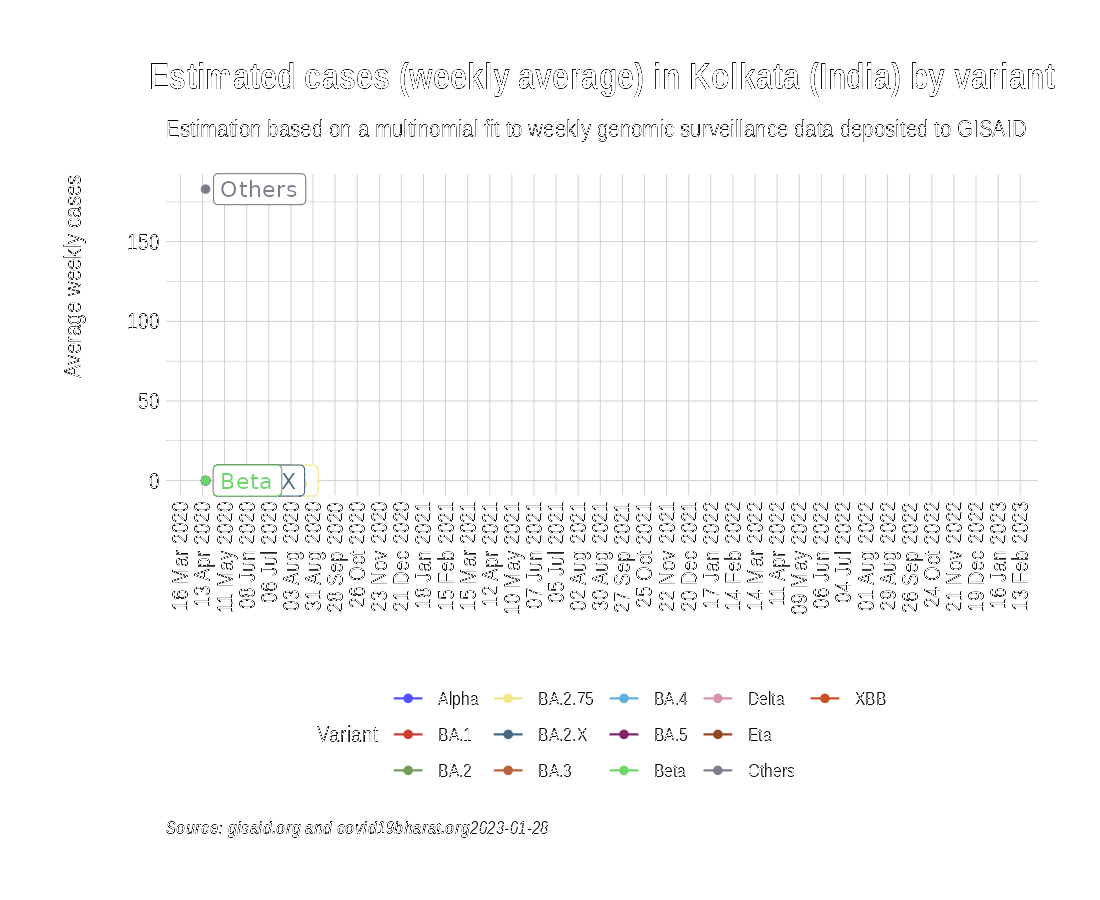 Estimated cases (weekly average) in Kolkata (India) by variant
Estimation based on a multinomial fit to weekly genomic surveillance data deposited to GISAID
Average weekly cases
150
100
50
0
Others
Beta
X
16 Mar 2020
13 Apr 2020
11 May 2020
08 Jun 2020
06 Jul 2020
03 Aug 2020
31 Aug 2020
28 Sep 2020
26 Oct 2020
23 Nov 2020
21 Dec 2020
18 Jan 2021
15 Feb 2021
15 Mar 2021
12 Apr 2021
10 May 2021
07 Jun 2021
05 Jul 2021
02 Aug 2021
30 Aug 2021
27 Sep 2021
25 Oct 2021
22 Nov 2021
20 Dec 2021
17 Jan 2022
14 Feb 2022
14 Mar 2022
11 Apr 2022
09 May 2022
06 Jun 2022
04 Jul 2022
01 Aug 2022
29 Aug 2022
26 Sep 2022
24 Oct 2022
21 Nov 2022
19 Dec 2022
16 Jan 2023
13 Feb 2023
Variant
Alpha
BA.1
BA.2
BA.2.75
BA.2.X
BA.3
BA.4
BA.5
Beta
Delta
Eta
Others
XBB
Source: gisaid.org and covid19bharat.org2023-01-28